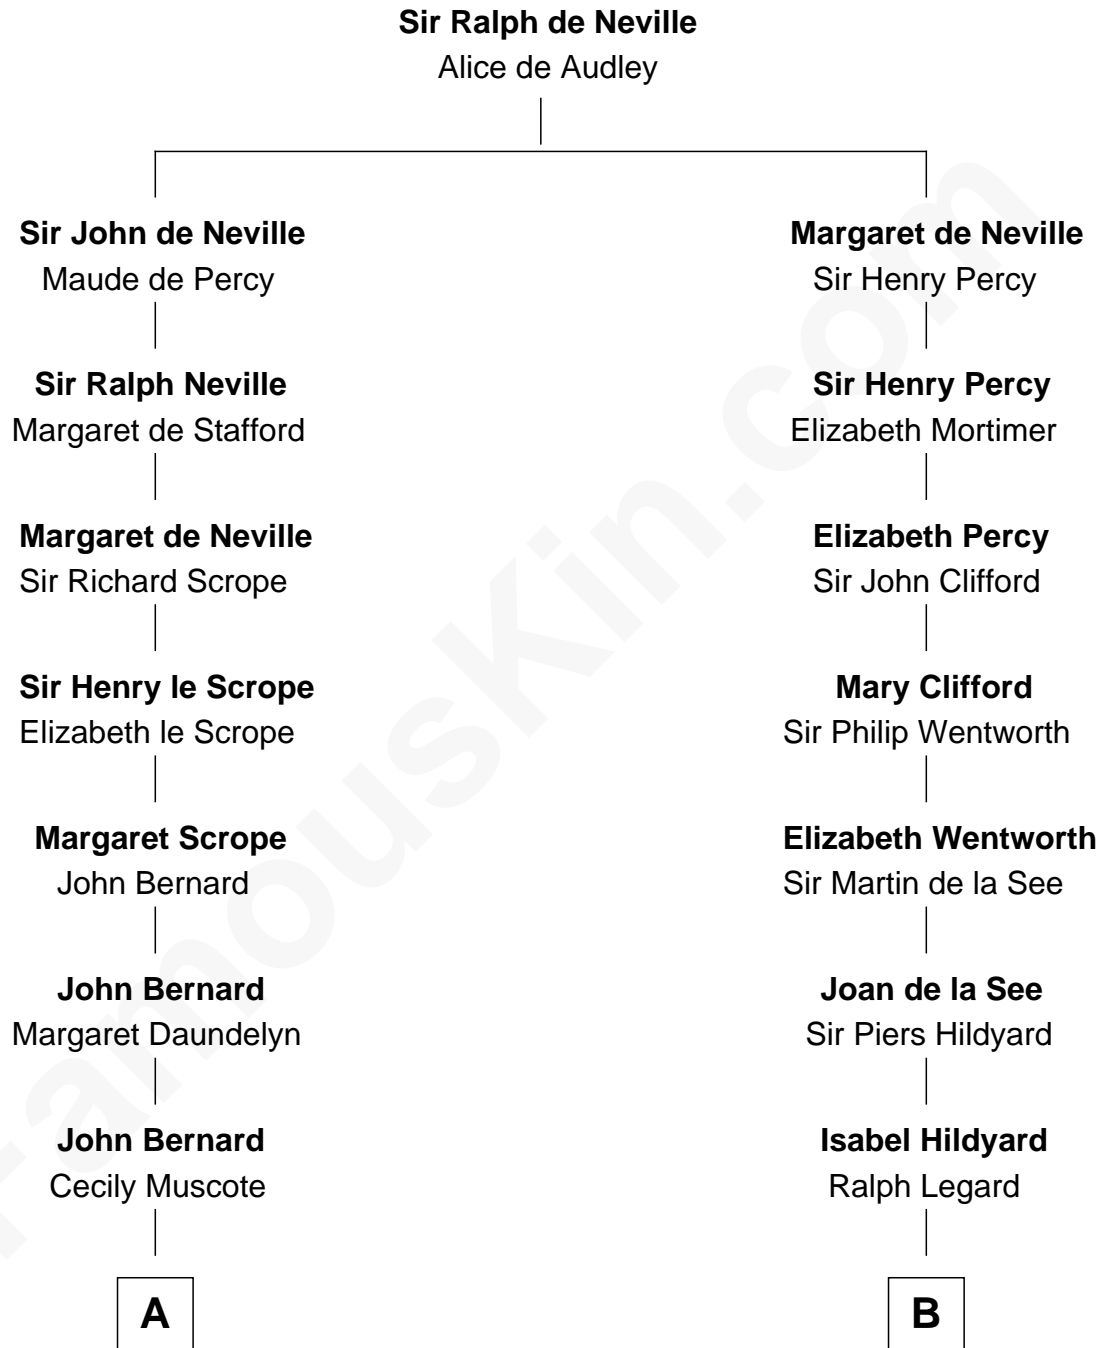 Sir Ralph de Neville
Alice de Audley
Sir John de Neville
Maude de Percy
Margaret de Neville
Sir Henry Percy
Sir Ralph Neville
Margaret de Stafford
Sir Henry Percy
Elizabeth Mortimer
Margaret de Neville
Sir Richard Scrope
Elizabeth Percy
Sir John Clifford
Sir Henry le Scrope
Elizabeth le Scrope
Mary Clifford
Sir Philip Wentworth
Margaret Scrope
John Bernard
Elizabeth Wentworth
Sir Martin de la See
John Bernard
Margaret Daundelyn
Joan de la See
Sir Piers Hildyard
John Bernard
Cecily Muscote
Isabel Hildyard
Ralph Legard
A
B
FamousKin.com